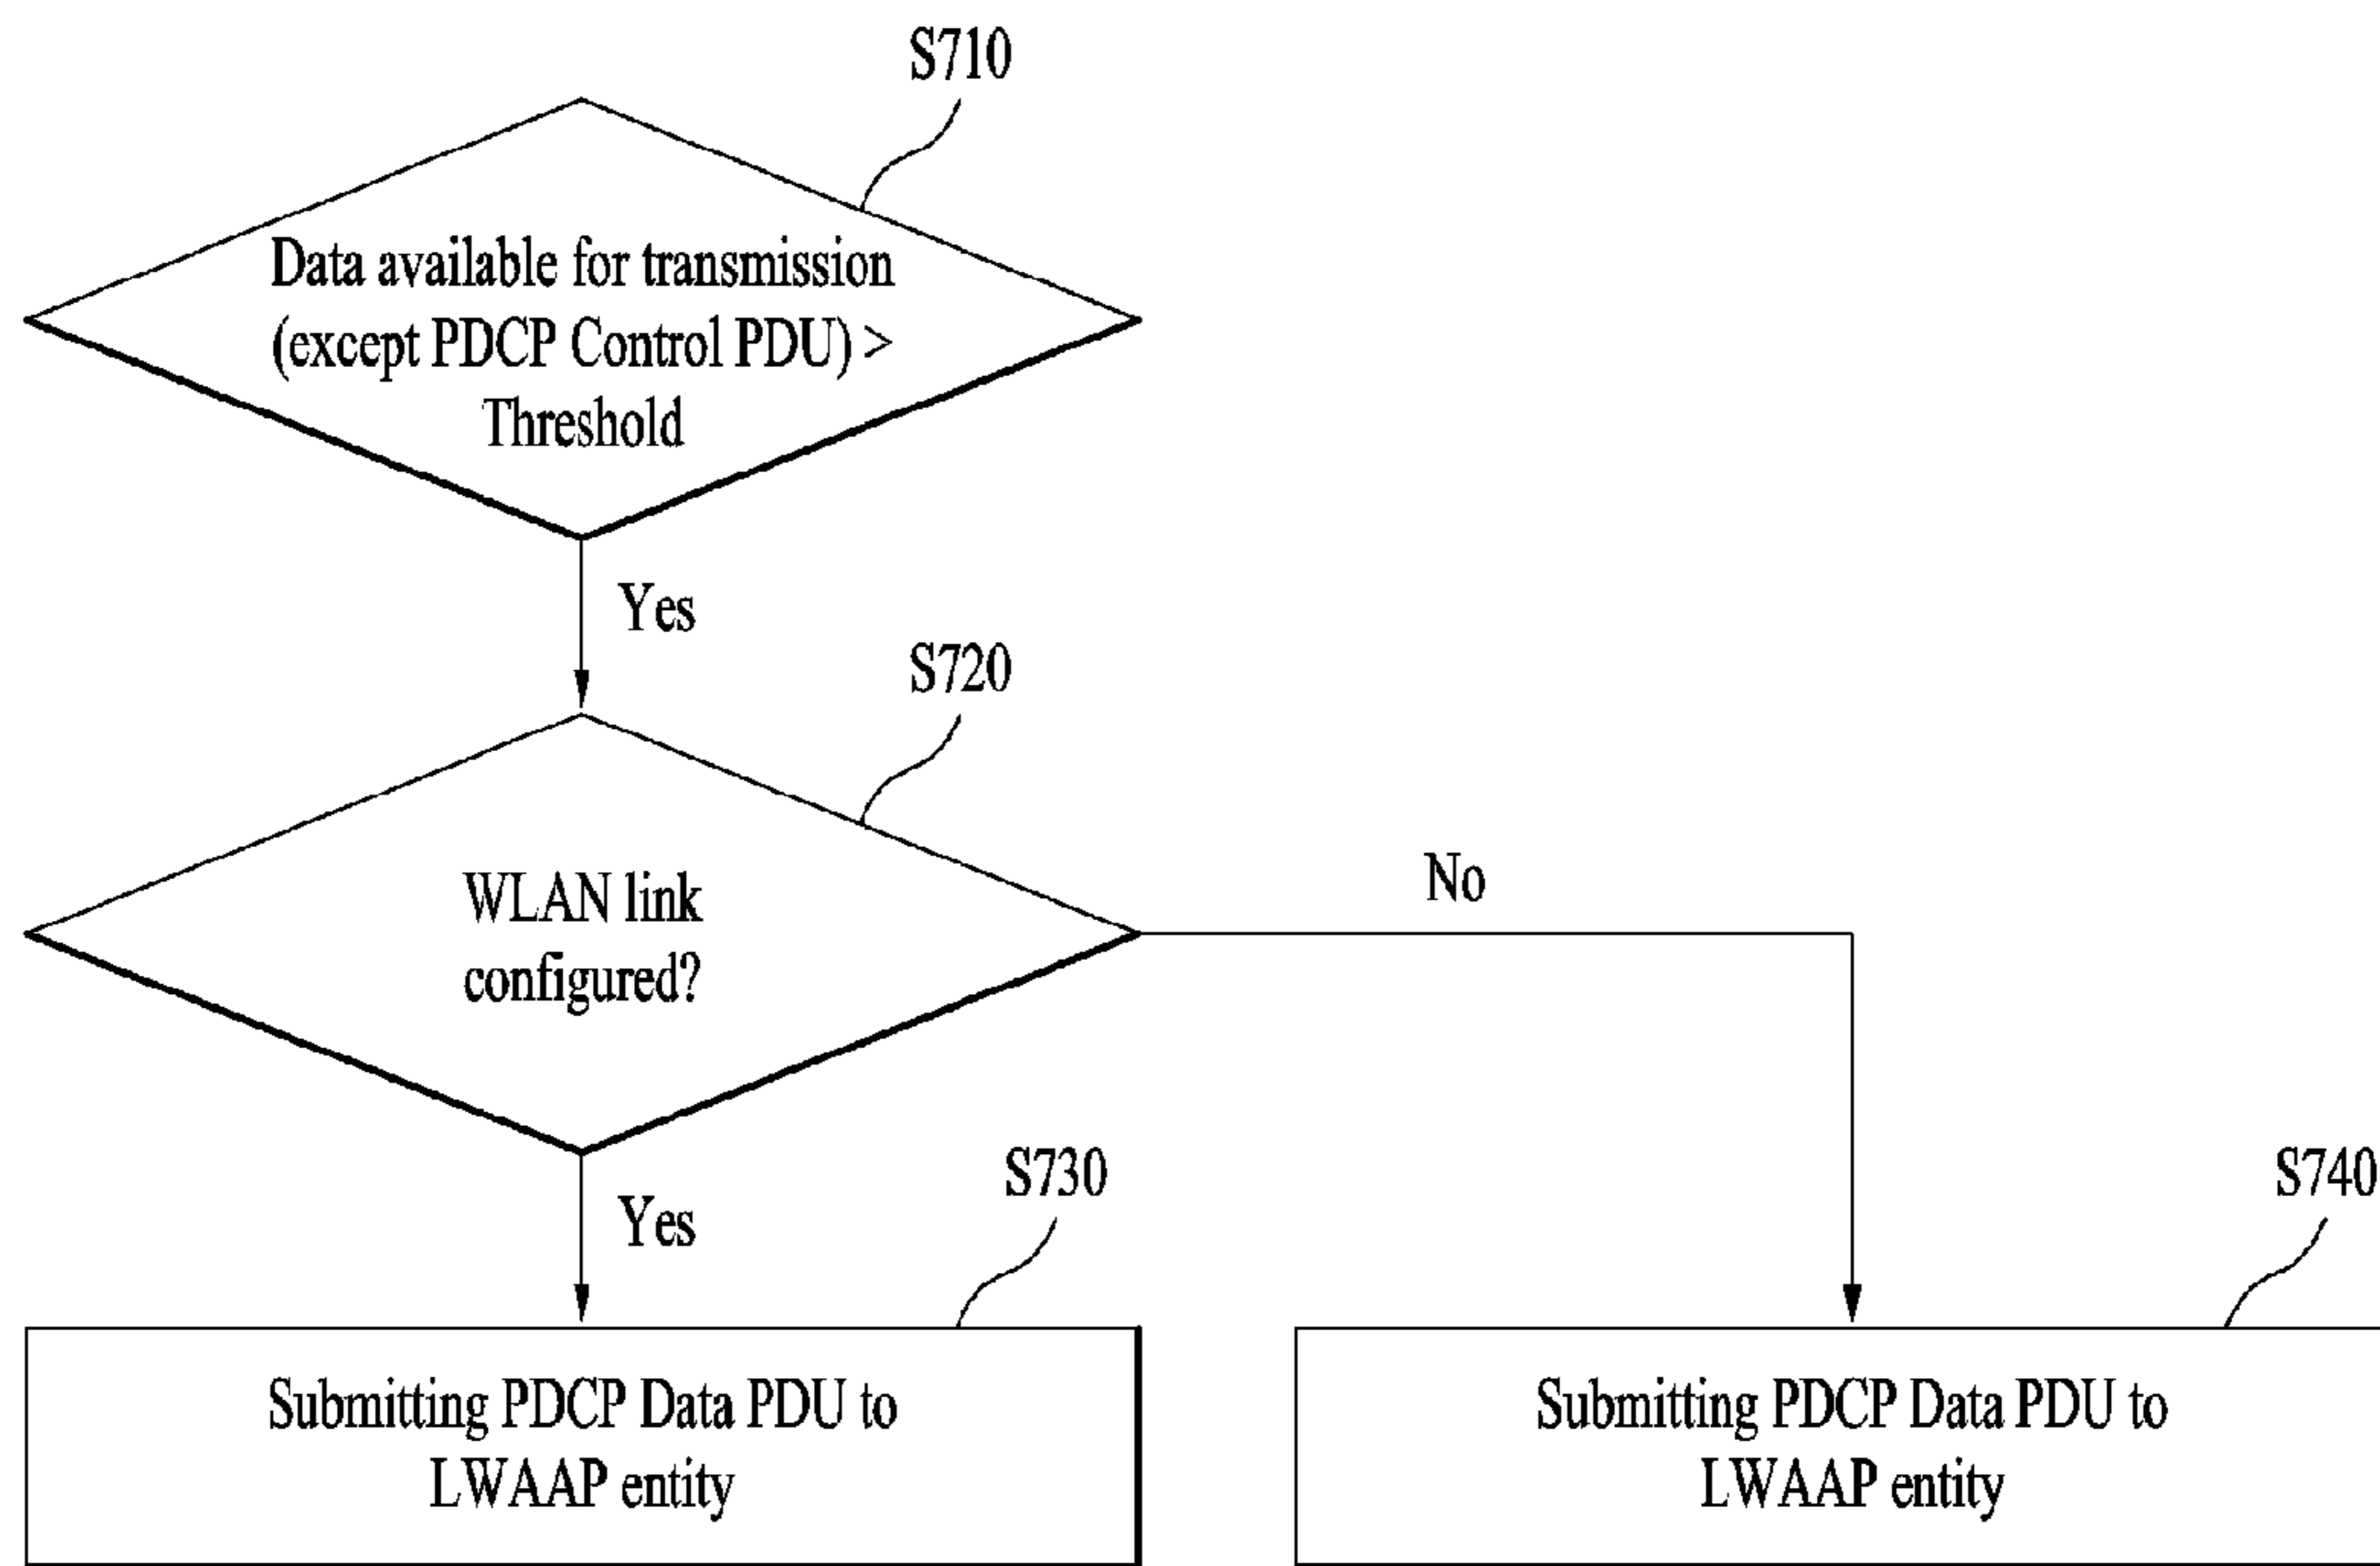 S710
Data available for transmission
(except PDCP Control PDU) >
Threshold
Yes
S720
WLAN link
configured?
No
Yes
S730
S740
Submitting PDCP Data PDU to
LWAAP entity
Submitting PDCP Data PDU to
LWAAP entity